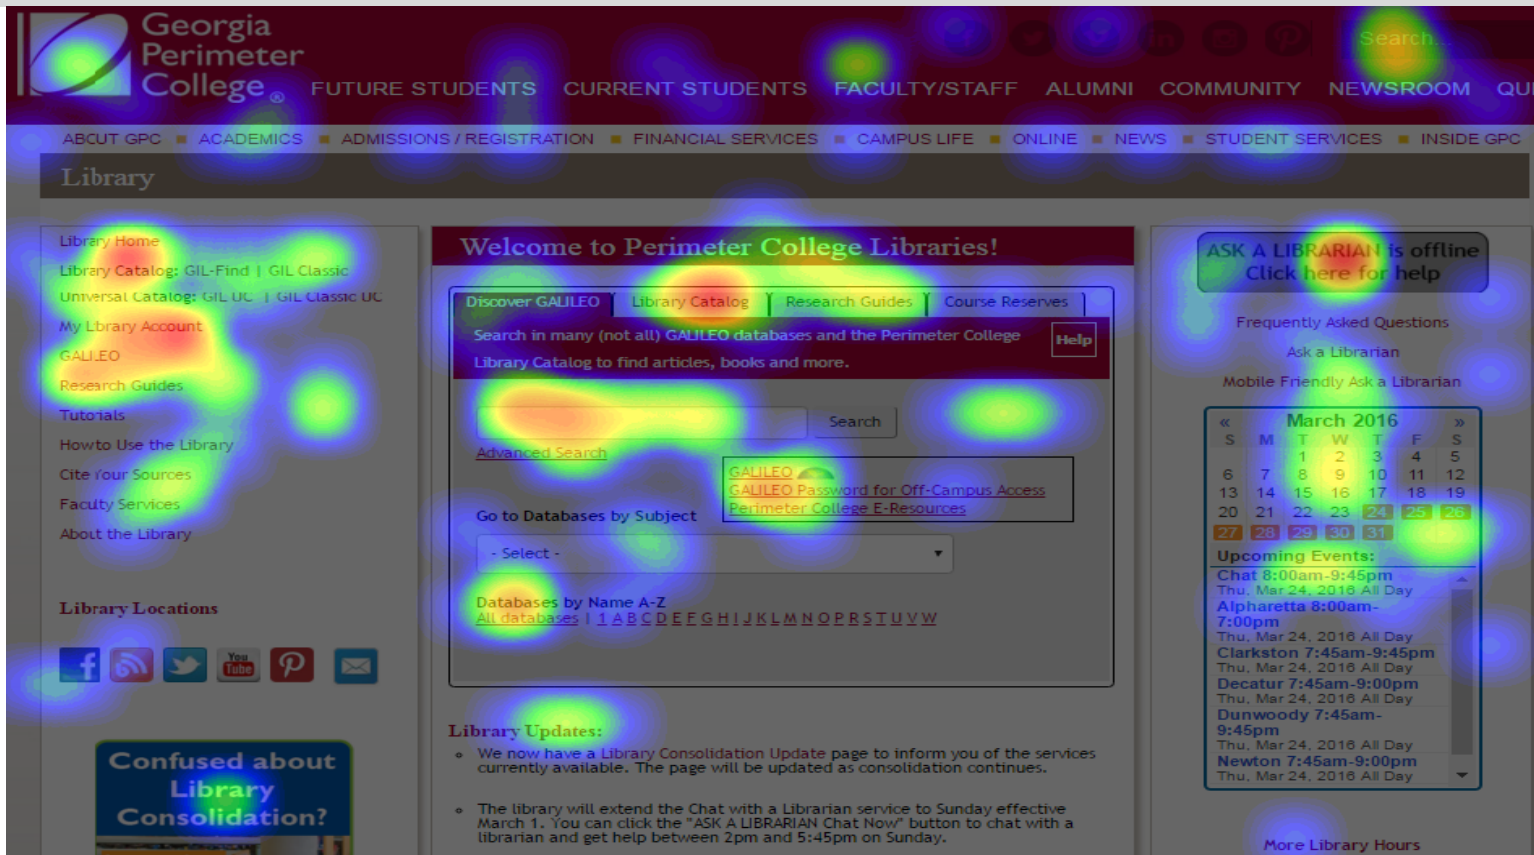 Georgia
Perimeter
College®
Search...
FUTURE STUDENTS CURRENT STUDENTS FACULTY/STAFF ALUMNI COMMUNITY NEWSROOM QUI
ABOUT GPC ACADEMICS ADMISSIONS / REGISTRATION FINANCIAL SERVICES CAMPUS LIFE ONLINE NEWS STUDENT SERVICES INSIDE GPC
Library
Library Home
Library Catalog: GIL-Find | GIL Classic
Universal Catalog: GIL UC | GIL Classic UC
My Library Account
GALILEO
Research Guides
Tutorials
How to Use the Library
Cite Your Sources
Faculty Services
About the Library
Library Locations
You
Tube
Confused about
Library
Consolidation?
Welcome to Perimeter College Libraries!
Discover GALILEO Library Catalog Research Guides Course Reserves
Search in many (not all) GALILEO databases and the Perimeter College
Library Catalog to find articles, books and more.
Help
Search
Advanced Search
GALILEO
GALILEO Password for Off-Campus Access
Perimeter College E-Resources
Go to Databases by Subject
- Select -
Databases by Name A-Z
All databases | 1 A B C D E F G H I J K L M N O P R S T U V W
Library Updates:
We now have a Library Consolidation Update page to inform you of the services
currently available. The page will be updated as consolidation continues.
The library will extend the Chat with a Librarian service to Sunday effective
March 1. You can click the "ASK A LIBRARIAN Chat Now" button to chat with a
librarian and get help between 2pm and 5:45pm on Sunday.
ASK A LIBRARIAN is offline
Click here for help
Frequently Asked Questions
Ask a Librarian
Mobile Friendly Ask a Librarian
« March 2016 »
S M T W T F S
1 2 3 4 5
6 7 8 9 10 11 12
13 14 15 16 17 18 19
20 21 22 23 24 25 26
27 28 29 30 31
Upcoming Events:
Chat 8:00am-9:45pm
Thu, Mar 24, 2016 All Day
Alpharetta 8:00am-
7:00pm
Thu, Mar 24, 2016 All Day
Clarkston 7:45am-9:45pm
Thu, Mar 24, 2016 All Day
Decatur 7:45am-9:00pm
Thu, Mar 24, 2016 All Day
Dunwoody 7:45am-
9:45pm
Thu, Mar 24, 2016 All Day
Newton 7:45am-9:00pm
Thu, Mar 24, 2016 All Day
More Library Hours